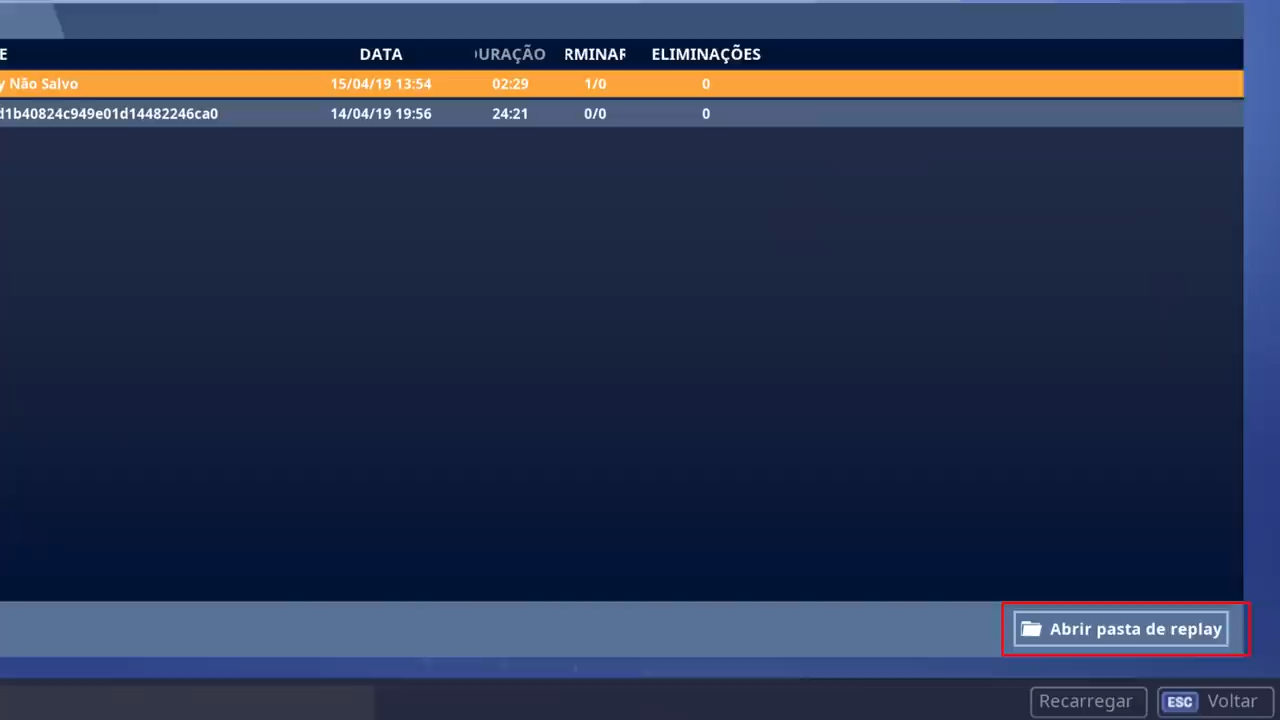 E DATA URAÇÃO RMINAR ELIMINAÇÕES
y Não Salvo 15/04/19 13:54 02:29 1/0 0
d1b40824c949e01d14482246ca0 14/04/19 19:56 24:21 0/0 0
Abrir pasta de replay
Recarregar ESC Voltar